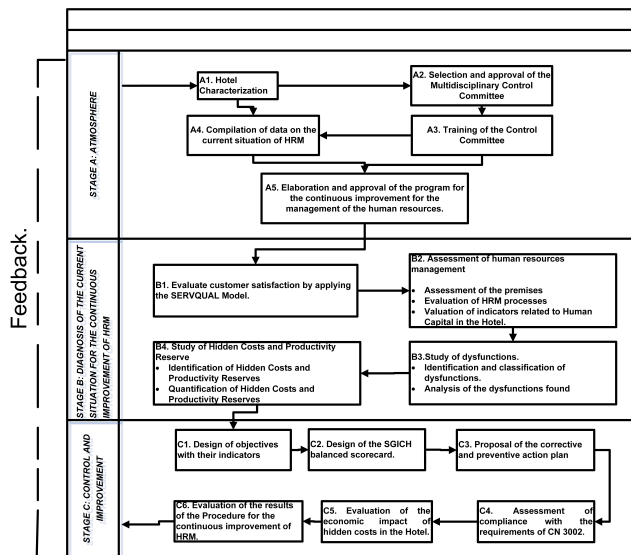 Feedback.
STAGE A: ATMOSPHERE
A1. Hotel
Characterization
A2. Selection and approval of the
Multidisciplinary Control
Committee
A4. Compilation of data on the
current situation of HRM
A3. Training of the Control
Committee
A5. Elaboration and approval of the program for
the continuous improvement for the
management of the human resources.
STAGE B: DIAGNOSIS OF THE CURRENT
SITUATION FOR THE CONTINUOUS
IMPROVEMENT OF HRM
B1. Evaluate customer satisfaction by applying
the SERVQUAL Model.
B2. Assessment of human resources
management
• Assessment of the premises
• Evaluation of HRM processes
• Valuation of indicators related to Human
Capital in the Hotel.
B4. Study of Hidden Costs and Productivity
Reserve
• Identification of Hidden Costs and
Productivity Reserves
• Quantification of Hidden Costs and
Productivity Reserves
B3.Study of dysfunctions.
• Identification and classification of
dysfunctions.
• Analysis of the dysfunctions found
STAGE C: CONTROL AND
IMPROVEMENT
C1. Design of objectives
with their indicators
C2. Design of the SGICH
balanced scorecard.
C3. Proposal of the corrective
and preventive action plan
C6. Evaluation of the results
of the Procedure for the
continuous improvement of
HRM.
C5. Evaluation of the
economic impact of
hidden costs in the Hotel.
C4. Assessment of
compliance with the
requirements of CN 3002.